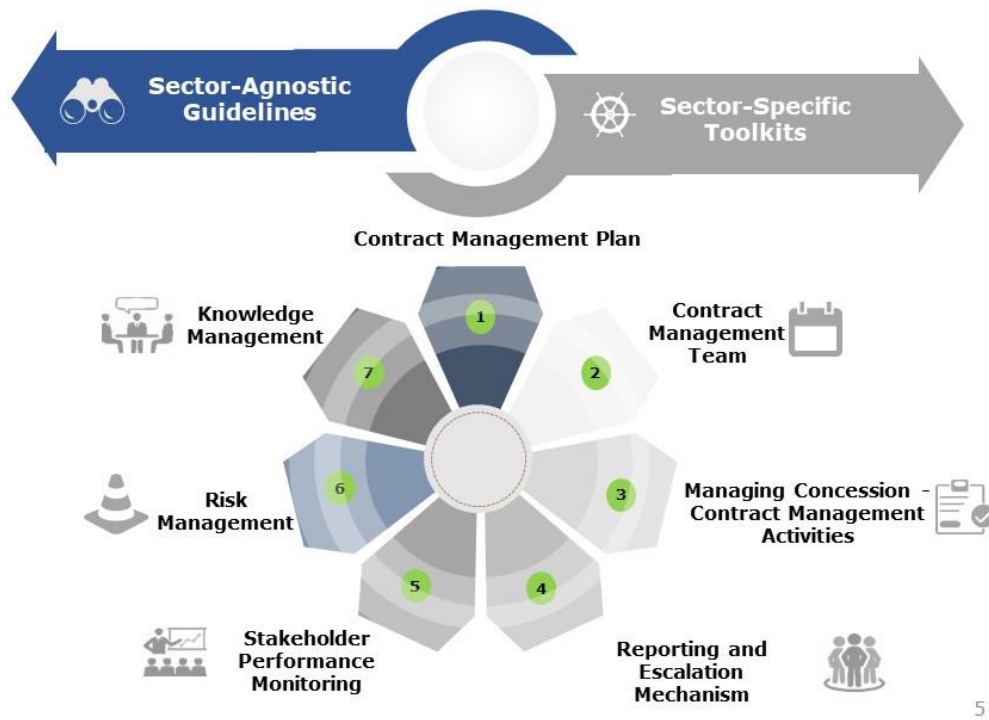 Sector-Agnostic
Guidelines
Sector-Specific
Toolkits
Contract Management Plan
1
Contract
Management
Team
2
Managing Concession -
Contract Management
Activities
3
Reporting and
Escalation
Mechanism
4
Stakeholder
Performance
Monitoring
5
Risk
Management
6
Knowledge
Management
7
5